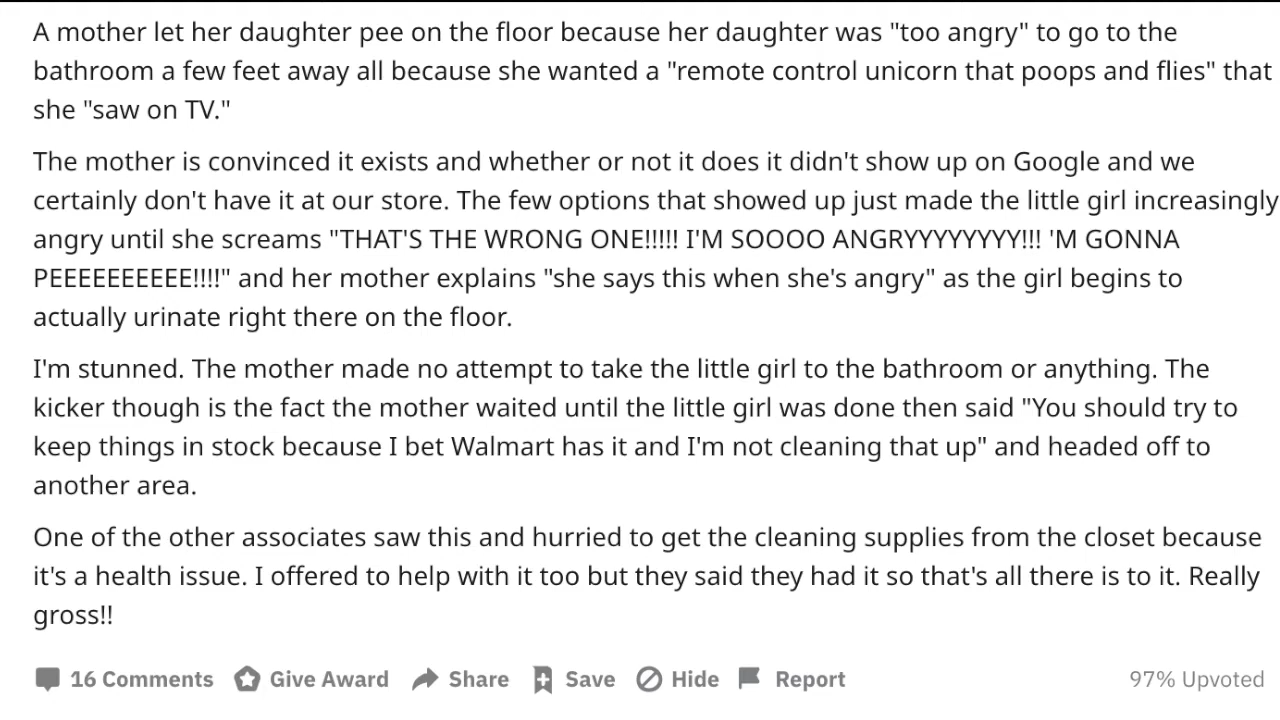 A mother let her daughter pee on the floor because her daughter was "too angry" to go to the
bathroom a few feet away all because she wanted a "remote control unicorn that poops and flies" that
she "saw on TV."
The mother is convinced it exists and whether or not it does it didn't show up on Google and we
certainly don't have it at our store. The few options that showed up just made the little girl increasingly
angry until she screams "THAT'S THE WRONG ONE!!!!! I'M SOOOO ANGRYYYYYYYY!!! 'M GONNA
PEEEEEEEEEE!!!!" and her mother explains "she says this when she's angry" as the girl begins to
actually urinate right there on the floor.
I'm stunned. The mother made no attempt to take the little girl to the bathroom or anything. The
kicker though is the fact the mother waited until the little girl was done then said "You should try to
keep things in stock because I bet Walmart has it and I'm not cleaning that up" and headed off to
another area.
One of the other associates saw this and hurried to get the cleaning supplies from the closet because
it's a health issue. I offered to help with it too but they said they had it so that's all there is to it. Really
gross!!
16 Comments Give Award Share Save Hide Report 97% Upvoted